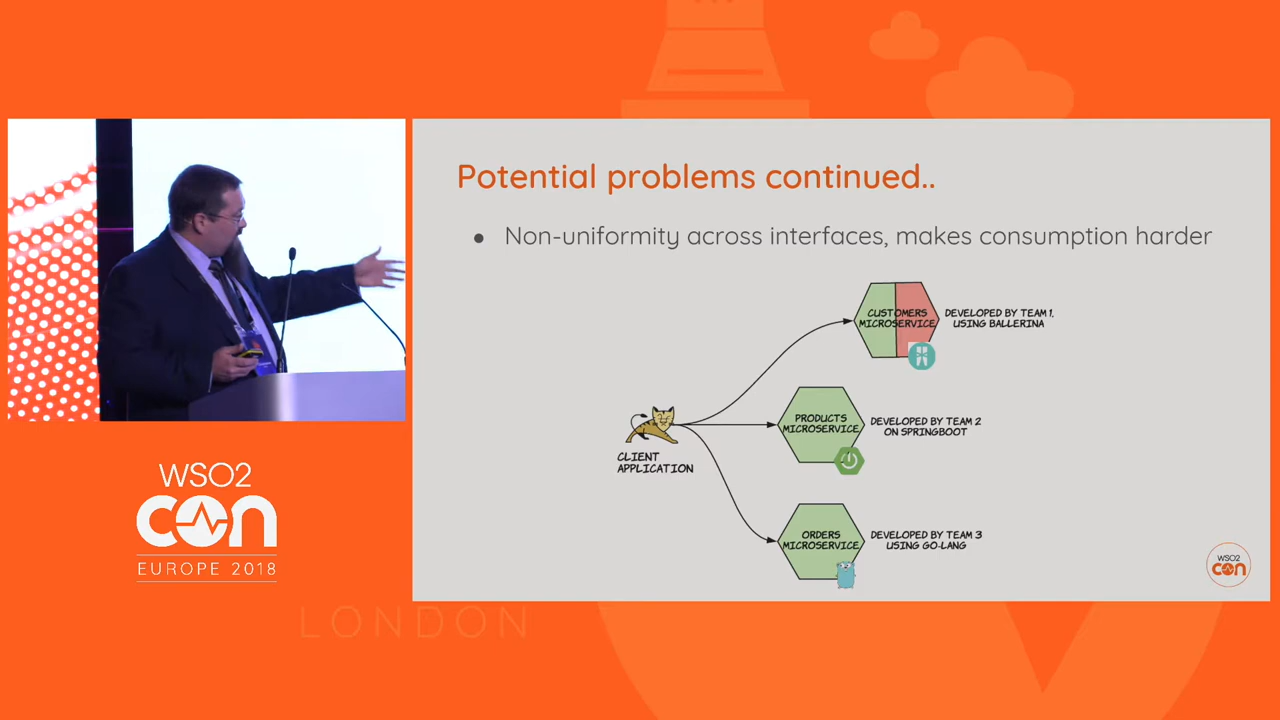 Potential problems continued..
● Non-uniformity across interfaces, makes consumption harder
CUSTOMERS
MICROSERVICE
DEVELOPED BY TEAM 1,
USING BALLERINA
PRODUCTS
MICROSERVICE
DEVELOPED BY TEAM 2
ON SPRINGBOOT
CLIENT
APPLICATION
ORDERS
MICROSERVICE
DEVELOPED BY TEAM 3
USING GO-LANG
WSO2
CON
WSO2
CON
EUROPE 2018
LONDON